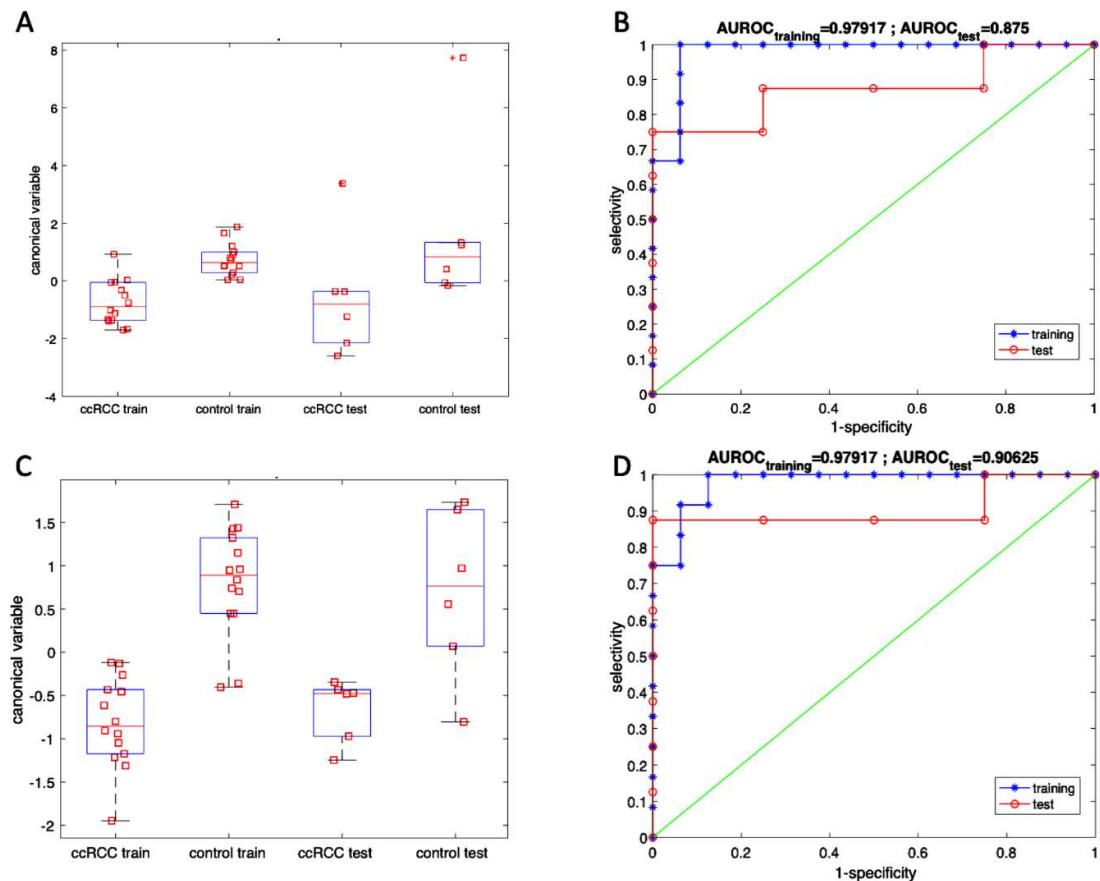 A
8
6
4
2
0
-2
-4
canonical variable
ccRCC train
control train
ccRCC test
control test
B
AUROCtraining=0.97917 ; AUROCtest=0.875
1
0.9
0.8
0.7
0.6
0.5
0.4
0.3
0.2
0.1
0
selectivity
training
test
0
0.2
0.4
0.6
0.8
1
1-specificity
C
1.5
1
0.5
0
-0.5
-1
-1.5
-2
canonical variable
ccRCC train
control train
ccRCC test
control test
D
AUROCtraining=0.97917 ; AUROCtest=0.90625
1
0.9
0.8
0.7
0.6
0.5
0.4
0.3
0.2
0.1
0
selectivity
training
test
0
0.2
0.4
0.6
0.8
1
1-specificity